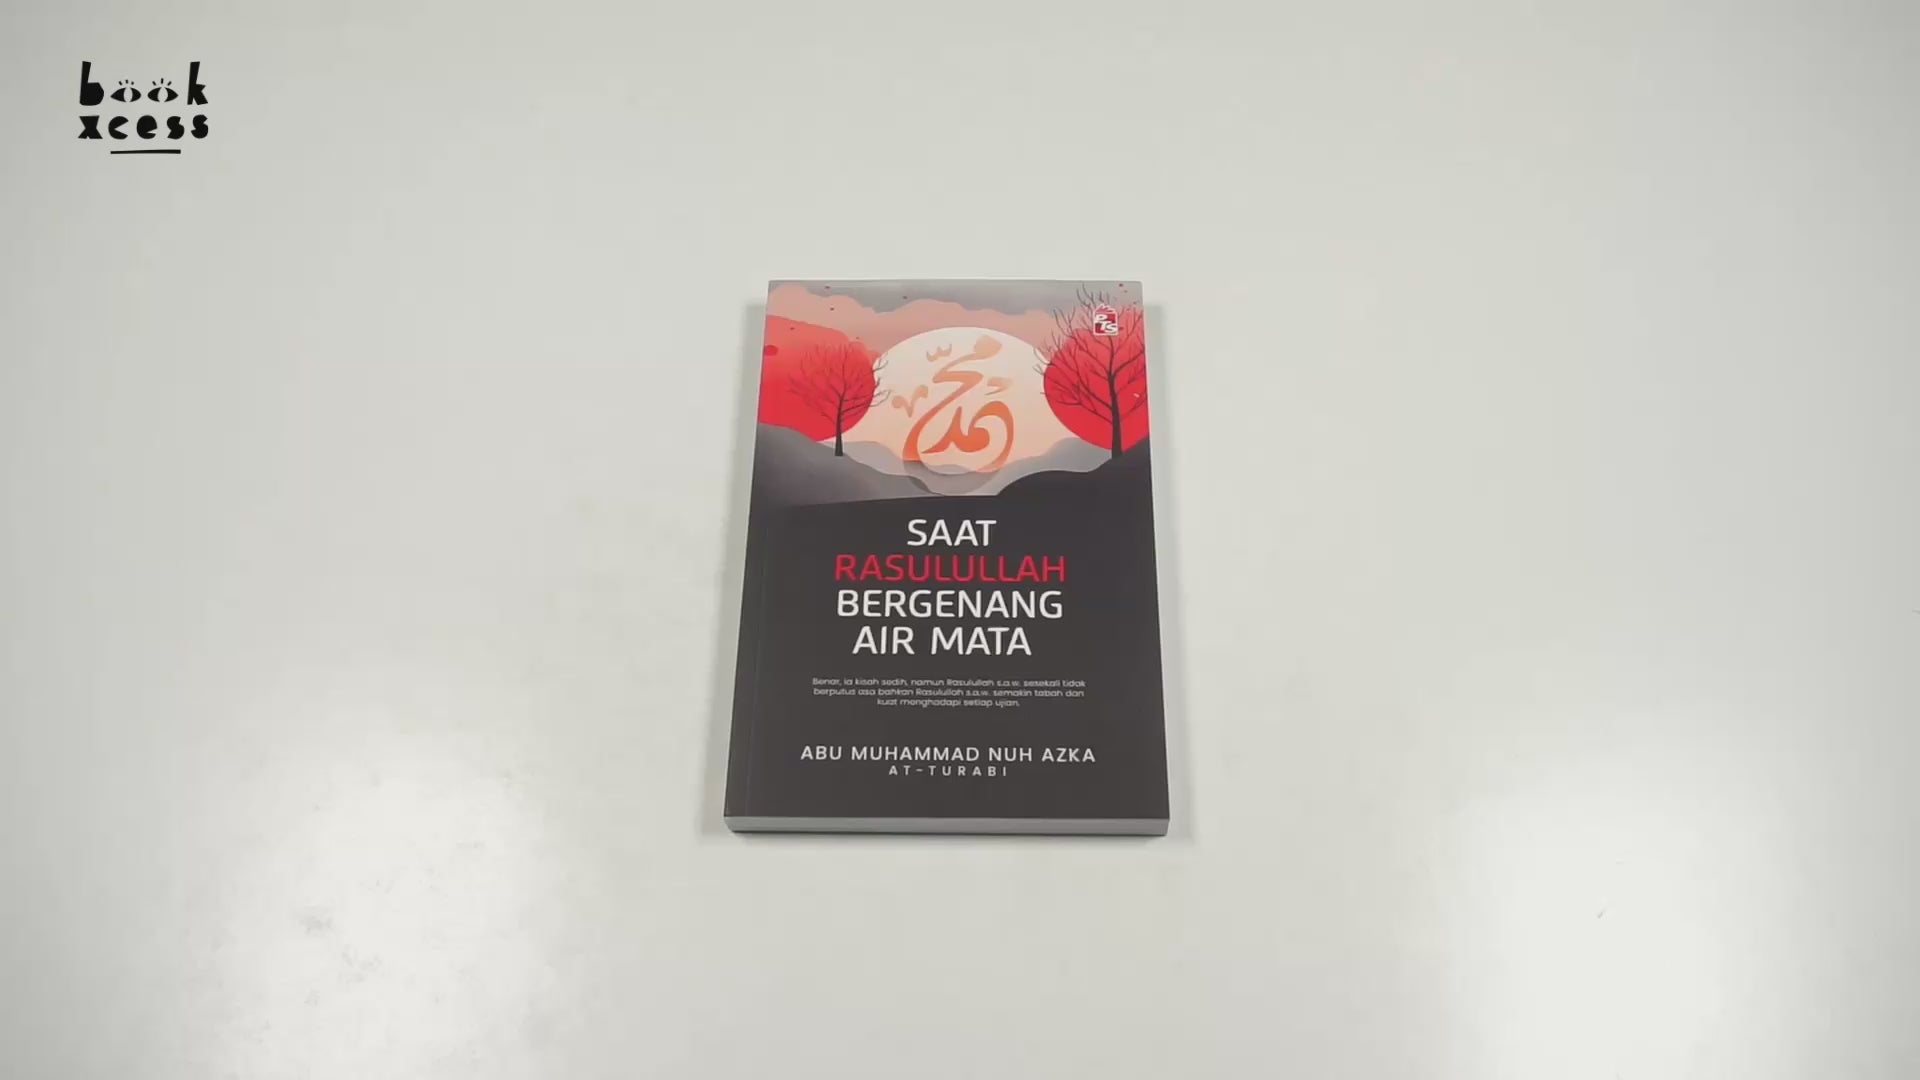 book
xcess
PTS
محمد
SAAT
RASULULLAH
BERGENANG
AIR MATA
Benar, ia kisah sedih, namun Rasulullah s.a.w. sesekali tidak
berputus asa bahkan Rasulullah s.a.w. semakin tabah dan
kuat menghadapi setiap ujian.
ABU MUHAMMAD NUH AZKA
AT-TURABI